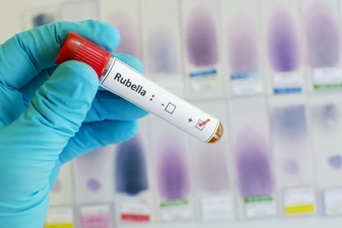 Rubella : - ☐
+ ☑